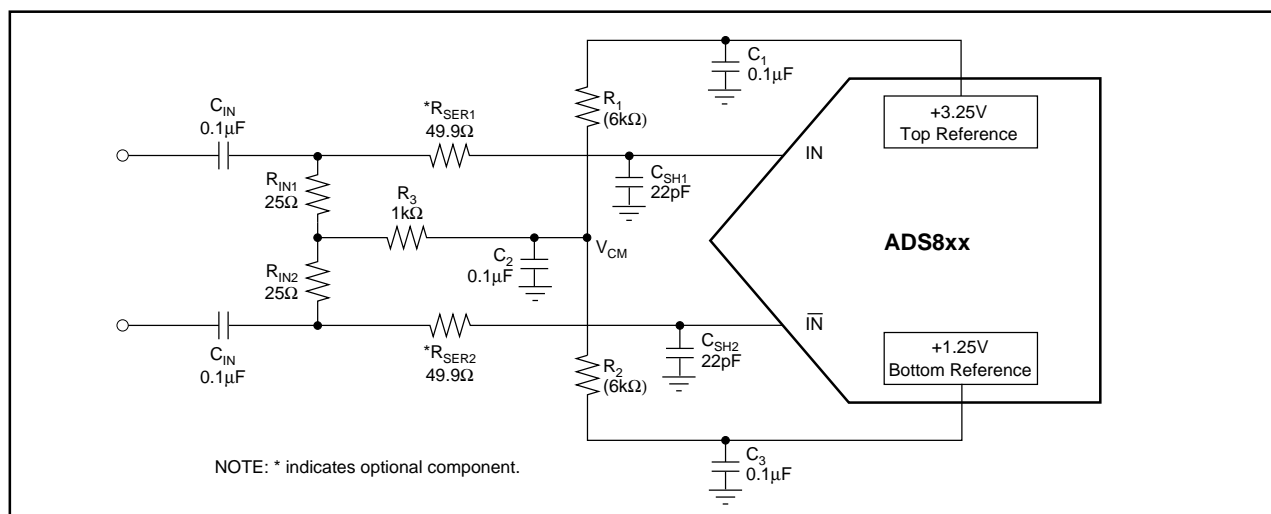 C1
0.1μF
CIN
0.1μF
*RSER1
49.9Ω
R1
(6kΩ)
+3.25V
Top Reference
IN
RIN1
25Ω
R3
1kΩ
CSH1
22pF
VCM
C2
0.1μF
ADS8xx
RIN2
25Ω
CIN
0.1μF
*RSER2
49.9Ω
CSH2
22pF
I̅N̅
R2
(6kΩ)
+1.25V
Bottom Reference
C3
0.1μF
NOTE: * indicates optional component.